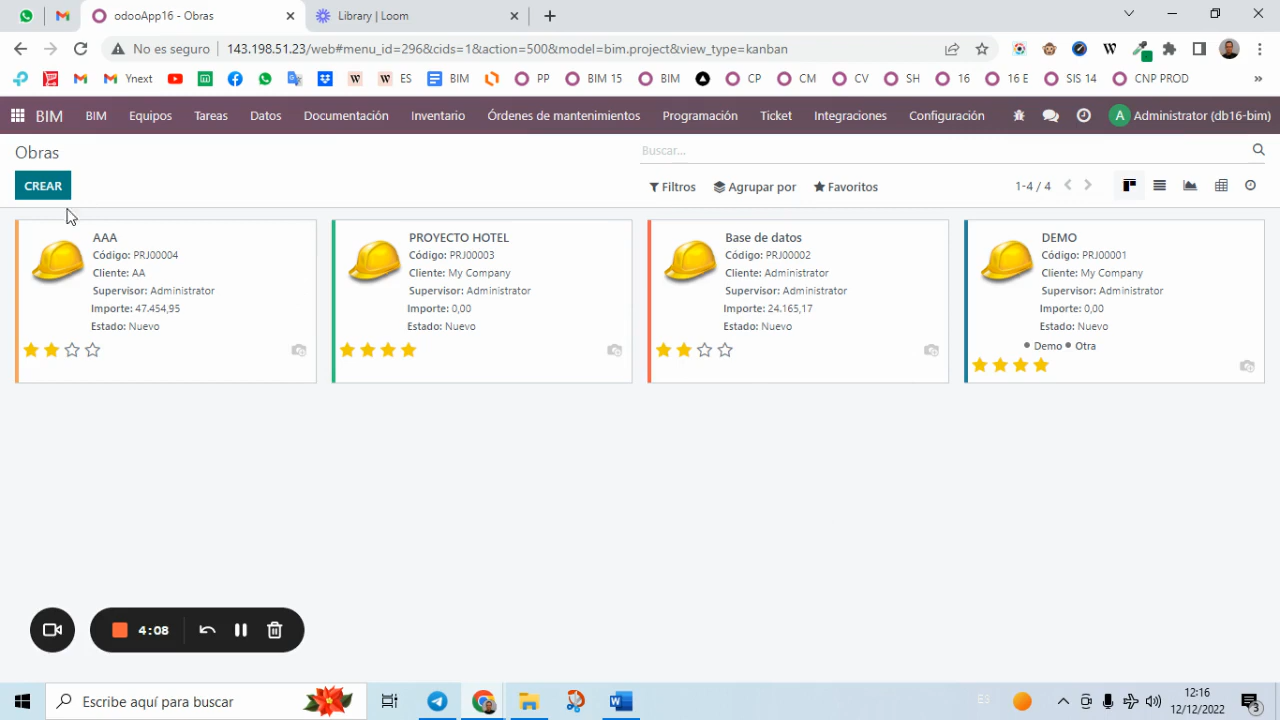 odooApp16 - Obras
Library | Loom
No es seguro
143.198.51.23/web#menu_id=296&cids=1&action=500&model=bim.project&view_type=kanban
Ynext
ES
BIM
PP
BIM 15
BIM
CP
CM
CV
SH
16
16 E
SIS 14
CNP PROD
»
BIM
BIM
Equipos
Tareas
Datos
Documentación
Inventario
Órdenes de mantenimientos
Programación
Ticket
Integraciones
Configuración
A
Administrator (db16-bim)
Obras
Buscar...
CREAR
Filtros
Agrupar por
Favoritos
1-4 / 4
AAA
Código: PRJ00004
Cliente: AA
Supervisor: Administrator
Importe: 47.454,95
Estado: Nuevo
PROYECTO HOTEL
Código: PRJ00003
Cliente: My Company
Supervisor: Administrator
Importe: 0,00
Estado: Nuevo
Base de datos
Código: PRJ00002
Cliente: Administrator
Supervisor: Administrator
Importe: 24.165,17
Estado: Nuevo
DEMO
Código: PRJ00001
Cliente: My Company
Supervisor: Administrator
Importe: 0,00
Estado: Nuevo
Demo
Otra
4:08
Escribe aquí para buscar
ES
12:16
12/12/2022
3